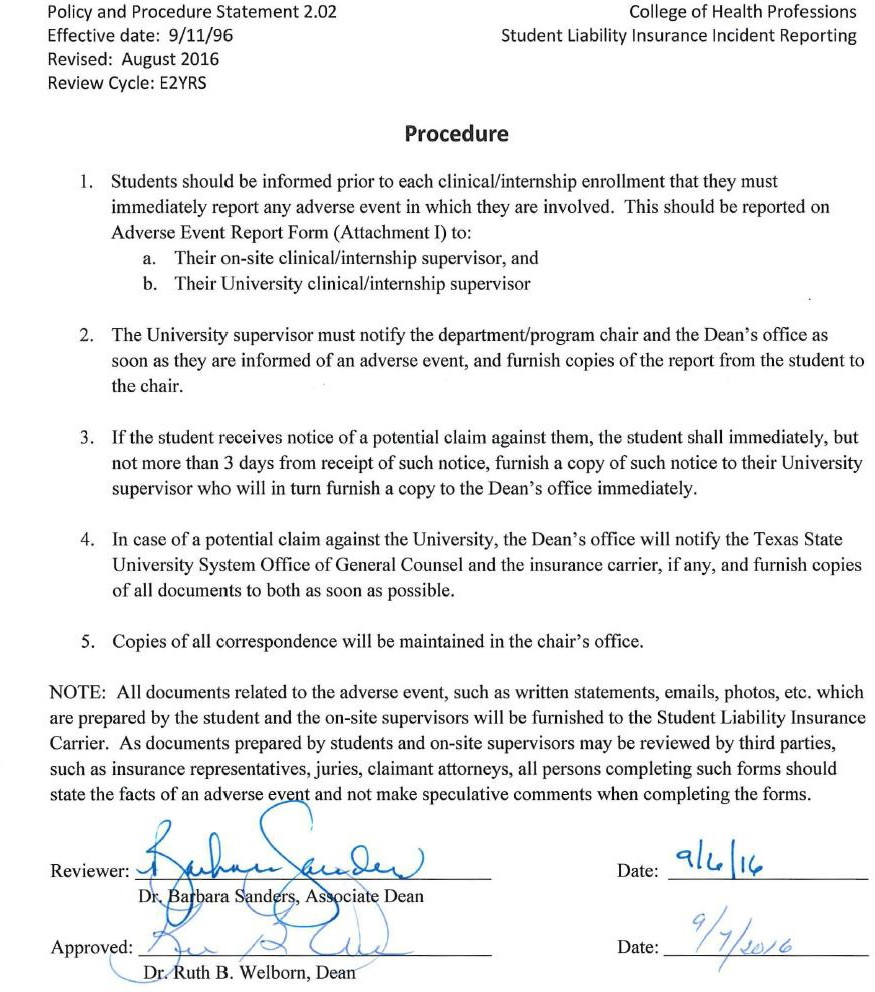 Policy and Procedure Statement 2.02
College of Health Professions
Effective date: 9/11/96
Student Liability Insurance Incident Reporting
Revised: August 2016
Review Cycle: E2YRS
Procedure
1. Students should be informed prior to each clinical/internship enrollment that they must
immediately report any adverse event in which they are involved. This should be reported on
Adverse Event Report Form (Attachment I) to:
a. Their on-site clinical/internship supervisor, and
b. Their University clinical/internship supervisor
2. The University supervisor must notify the department/program chair and the Dean's office as
soon as they are informed of an adverse event, and furnish copies of the report from the student to
the chair.
3. If the student receives notice of a potential claim against them, the student shall immediately, but
not more than 3 days from receipt of such notice, furnish a copy of such notice to their University
supervisor who will in turn furnish a copy to the Dean's office immediately.
4. In case of a potential claim against the University, the Dean's office will notify the Texas State
University System Office of General Counsel and the insurance carrier, if any, and furnish copies
of all documents to both as soon as possible.
5. Copies of all correspondence will be maintained in the chair's office.
NOTE: All documents related to the adverse event, such as written statements, emails, photos, etc. which
are prepared by the student and the on-site supervisors will be furnished to the Student Liability Insurance
Carrier. As documents prepared by students and on-site supervisors may be reviewed by third parties,
such as insurance representatives, juries, claimant attorneys, all persons completing such forms should
state the facts of an adverse event and not make speculative comments when completing the forms.
Reviewer: Barbara Sanders Date: 9/6/16
Dr. Barbara Sanders, Associate Dean
Approved: Date: 9/7/2016
Dr. Ruth B. Welborn, Dean